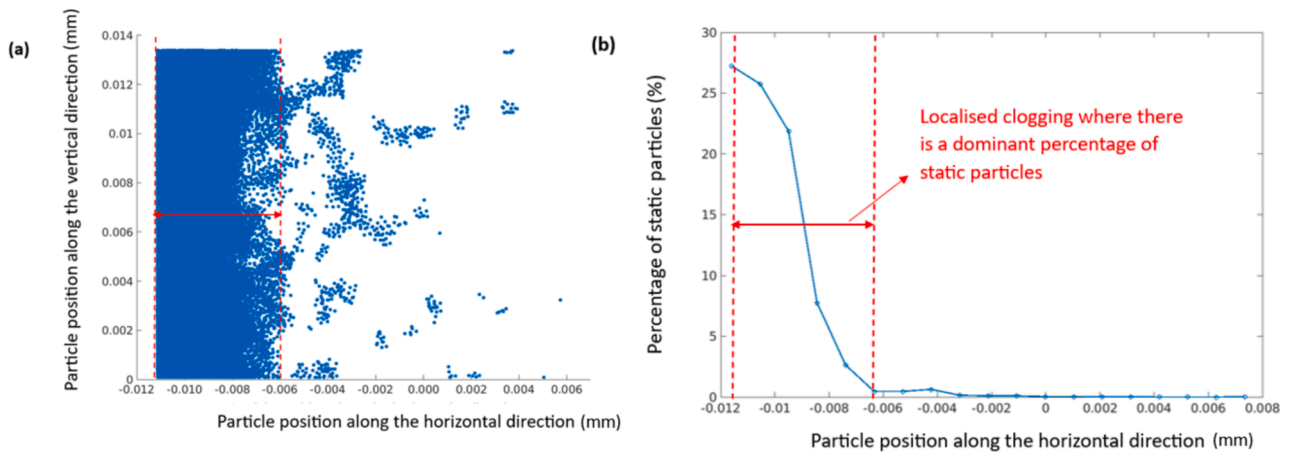 (a)
Particle position along the vertical direction (mm)
0.014
0.012
0.01
0.008
0.006
0.004
0.002
0
-0.012 -0.010 -0.008 -0.006 -0.004 -0.002 0.000 0.002 0.004 0.006
Particle position along the horizontal direction (mm)
(b)
Percentage of static particles (%)
30
25
20
15
10
5
0
-0.012 -0.01 -0.008 -0.006 -0.004 -0.002 0 0.002 0.004 0.006 0.008
Localised clogging where there
is a dominant percentage of
static particles
Particle position along the horizontal direction (mm)